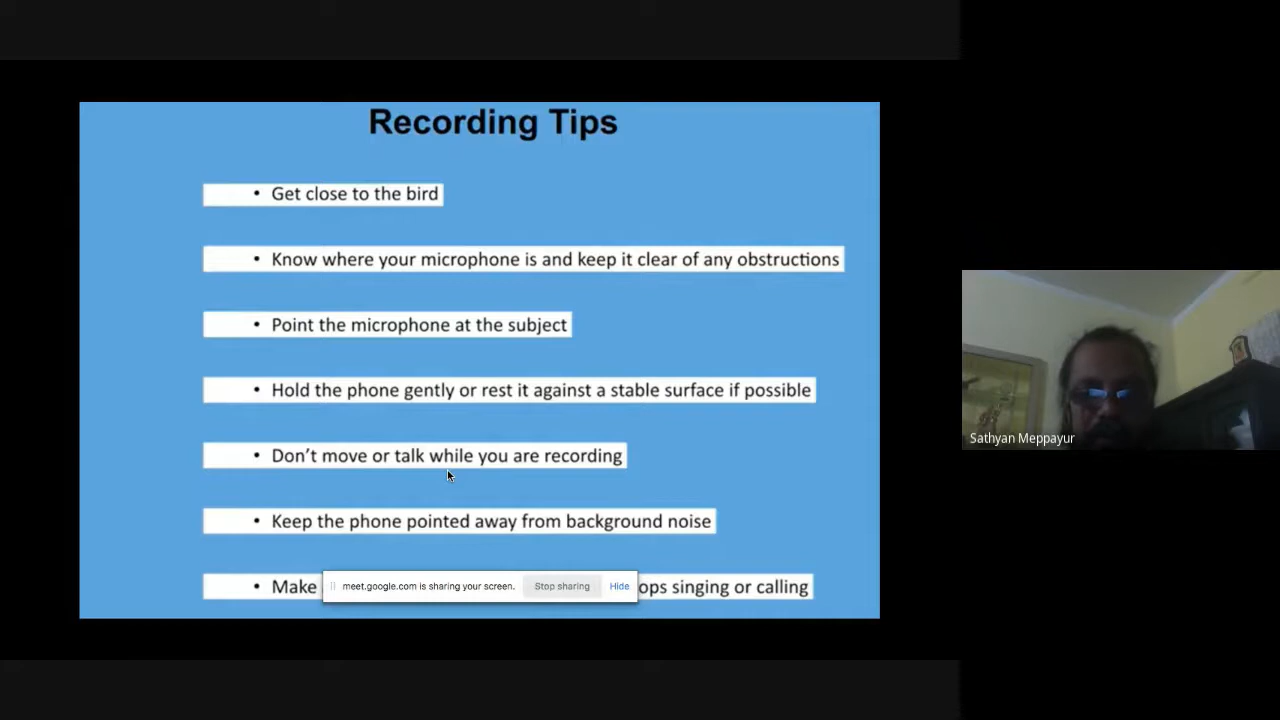 Recording Tips
• Get close to the bird
• Know where your microphone is and keep it clear of any obstructions
• Point the microphone at the subject
• Hold the phone gently or rest it against a stable surface if possible
• Don’t move or talk while you are recording
• Keep the phone pointed away from background noise
• Make meet.google.com is sharing your screen. Stop sharing Hide ops singing or calling
Sathyan Meppayur